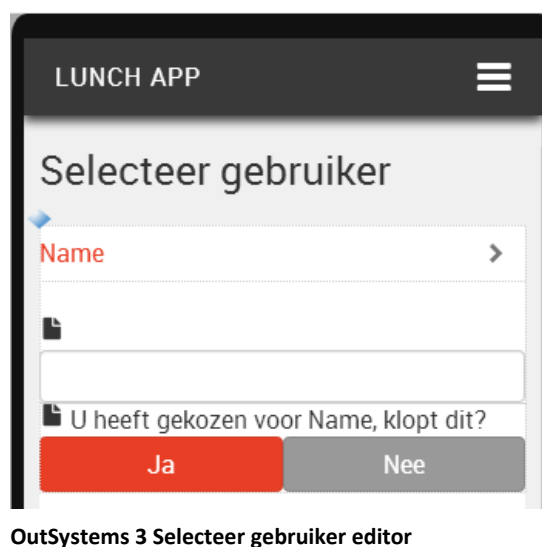 LUNCH APP
Selecteer gebruiker
Name
U heeft gekozen voor Name, klopt dit?
Ja Nee
OutSystems 3 Selecteer gebruiker editor